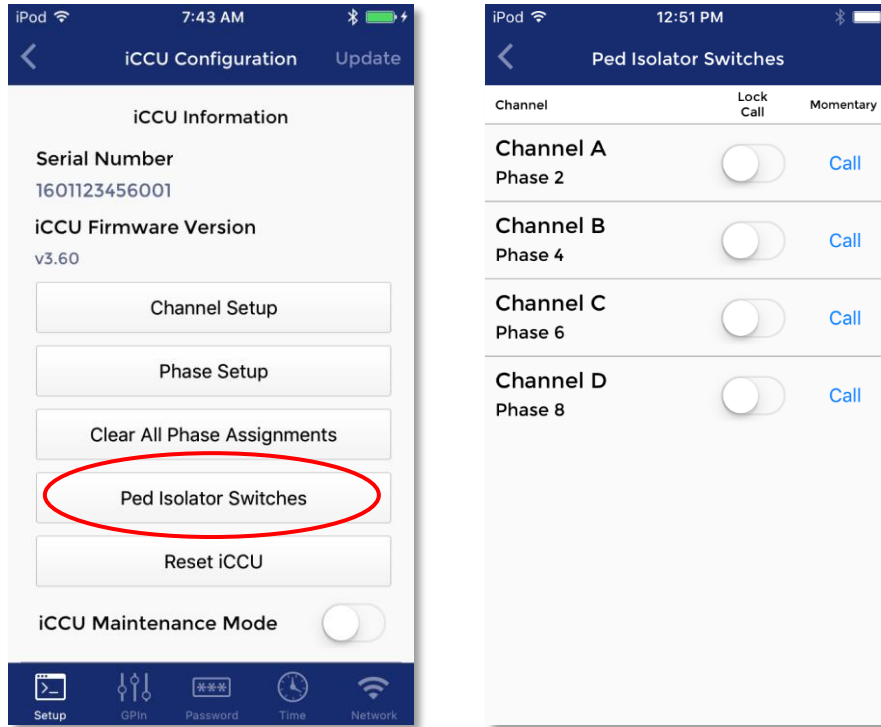 iPod 7:43 AM
iCCU Configuration Update
iCCU Information
Serial Number
1601123456001
iCCU Firmware Version
v3.60
Channel Setup
Phase Setup
Clear All Phase Assignments
Ped Isolator Switches
Reset iCCU
iCCU Maintenance Mode
>_ ***
Setup GPIn Password Time Network
iPod 12:51 PM
Ped Isolator Switches
Channel Lock Call Momentary
Channel A
Phase 2
Call
Channel B
Phase 4
Call
Channel C
Phase 6
Call
Channel D
Phase 8
Call